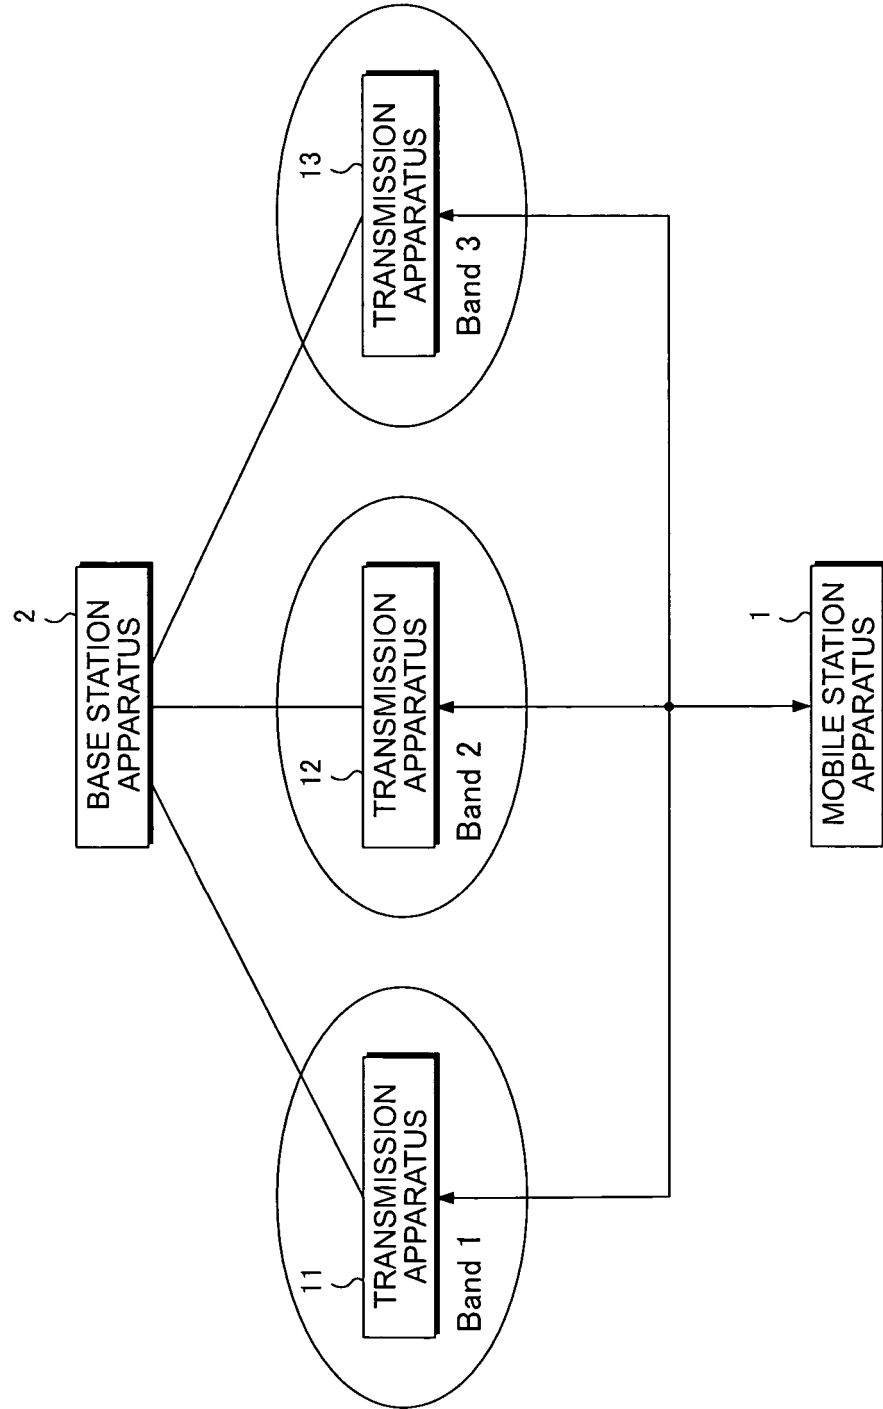 2
BASE STATION
APPARATUS
11
TRANSMISSION
APPARATUS
Band 1
12
TRANSMISSION
APPARATUS
Band 2
13
TRANSMISSION
APPARATUS
Band 3
1
MOBILE STATION
APPARATUS